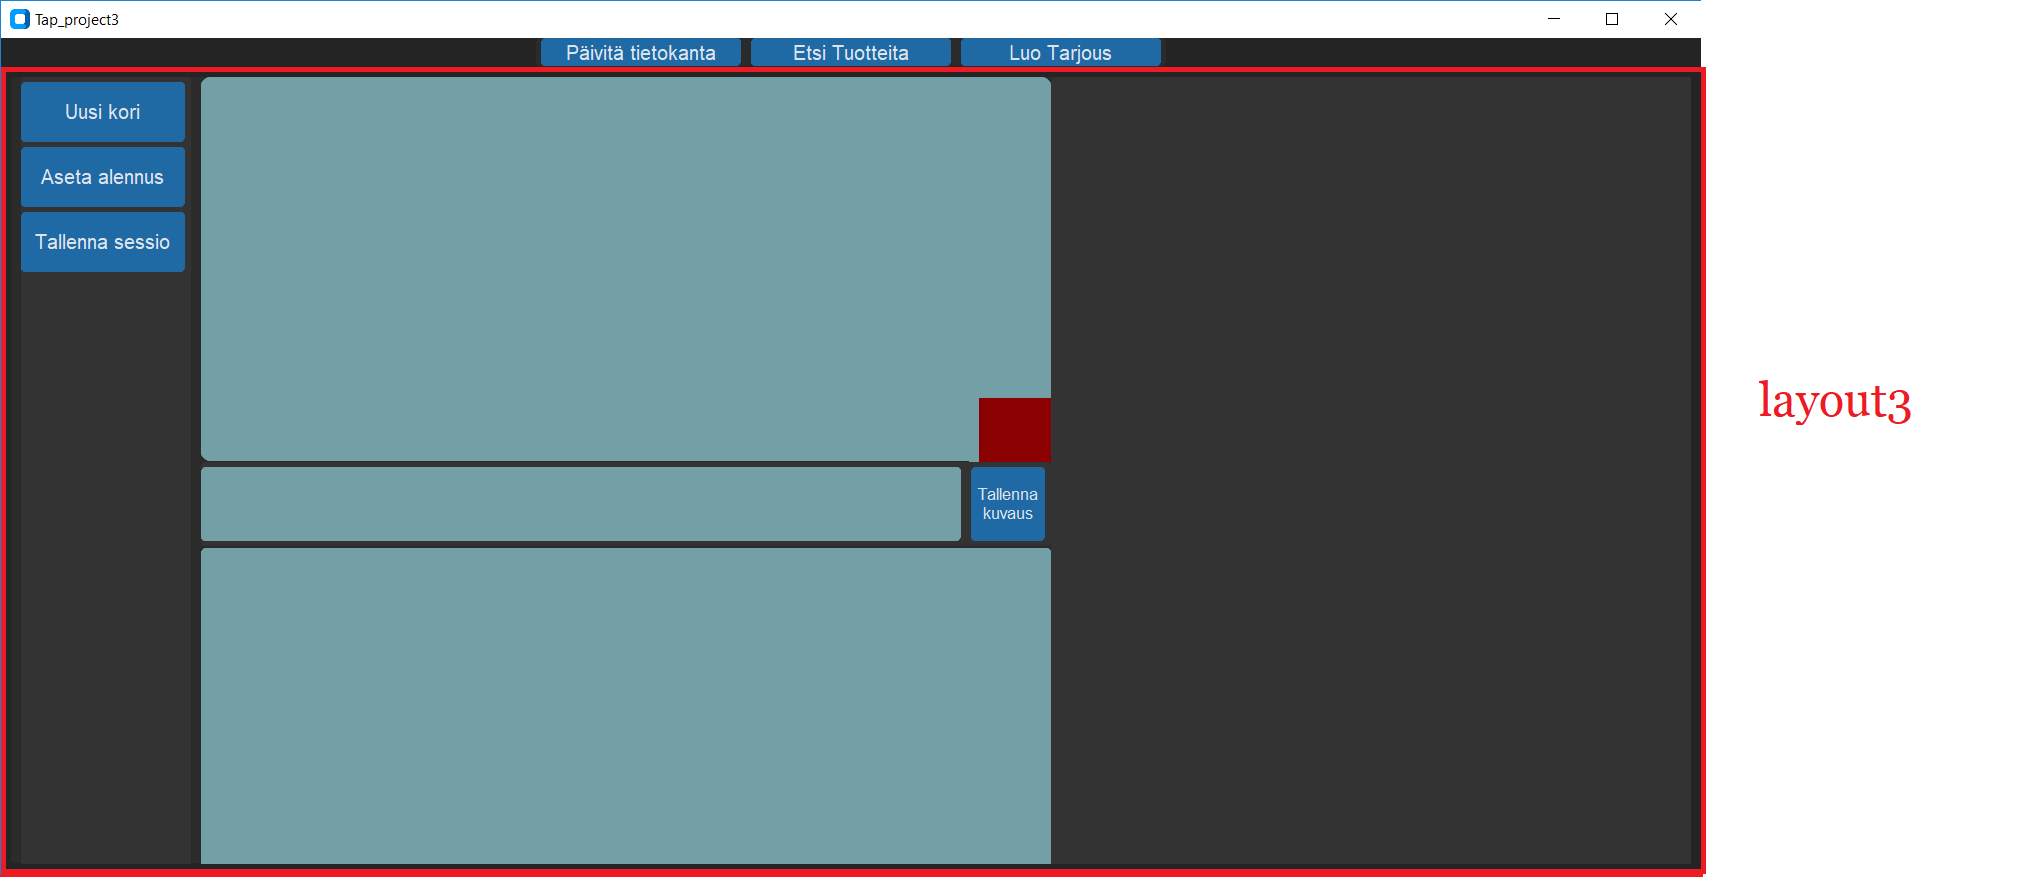 Tap_project3
Päivitä tietokanta
Etsi Tuotteita
Luo Tarjous
Uusi kori
Aseta alennus
Tallenna sessio
Tallenna
kuvaus
layout3